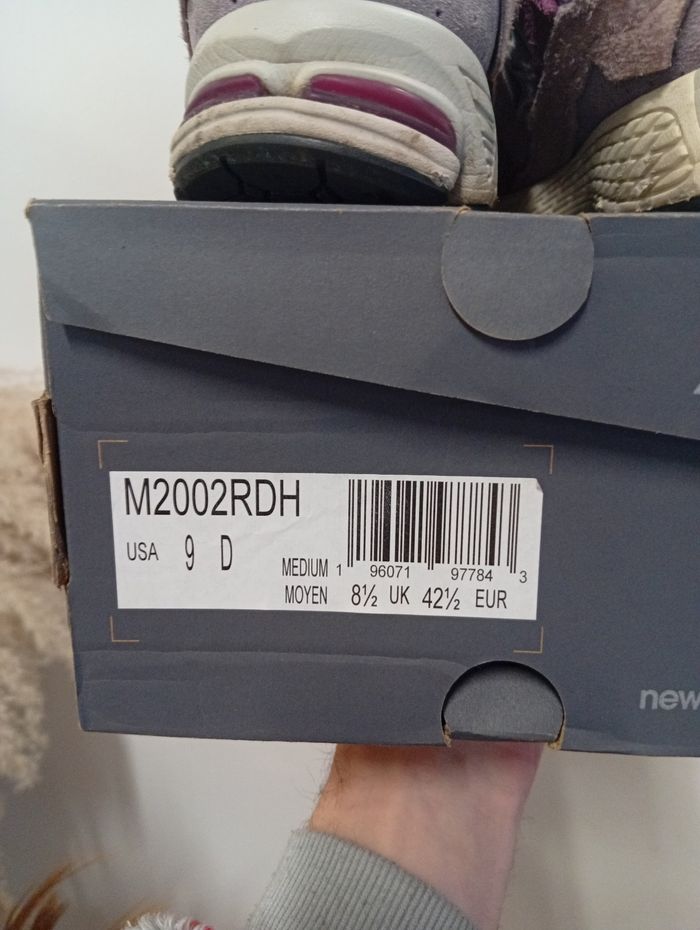 M2002RDH
USA 9 D
MEDIUM 1 96071 97784 3
MOYEN 8½ UK 42½ EUR
new